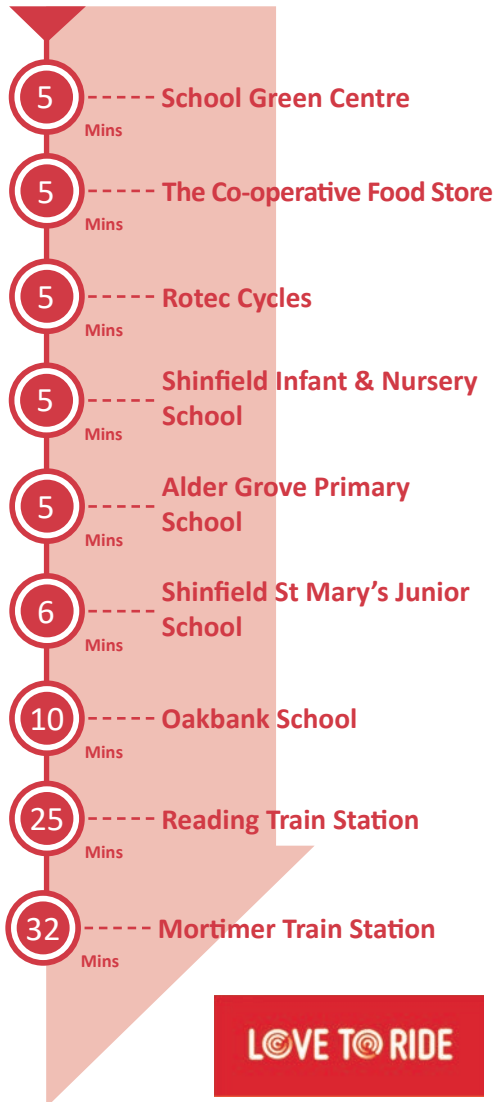 5
Mins
School Green Centre
5
Mins
The Co-operative Food Store
5
Mins
Rotec Cycles
5
Mins
Shinfield Infant & Nursery
School
5
Mins
Alder Grove Primary
School
6
Mins
Shinfield St Mary’s Junior
School
10
Mins
Oakbank School
25
Mins
Reading Train Station
32
Mins
Mortimer Train Station
LOVE TO RIDE